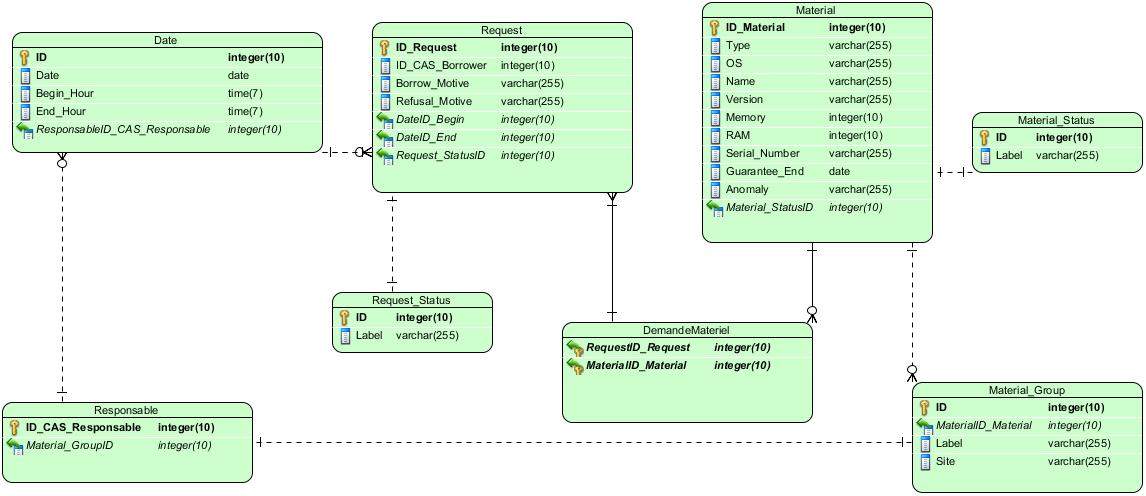 Date
ID integer(10)
Date date
Begin_Hour time(7)
End_Hour time(7)
ResponsableID_CAS_Responsable integer(10)
Request
ID_Request integer(10)
ID_CAS_Borrower integer(10)
Borrow_Motive varchar(255)
Refusal_Motive varchar(255)
DateID_Begin integer(10)
DateID_End integer(10)
Request_StatusID integer(10)
Material
ID_Material integer(10)
Type varchar(255)
OS varchar(255)
Name varchar(255)
Version varchar(255)
Memory integer(10)
RAM integer(10)
Serial_Number varchar(255)
Guarantee_End date
Anomaly varchar(255)
Material_StatusID integer(10)
Material_Status
ID integer(10)
Label varchar(255)
Request_Status
ID integer(10)
Label varchar(255)
DemandeMateriel
RequestID_Request integer(10)
MaterialID_Material integer(10)
Responsable
ID_CAS_Responsable integer(10)
Material_GroupID integer(10)
Material_Group
ID integer(10)
MaterialID_Material integer(10)
Label varchar(255)
Site varchar(255)